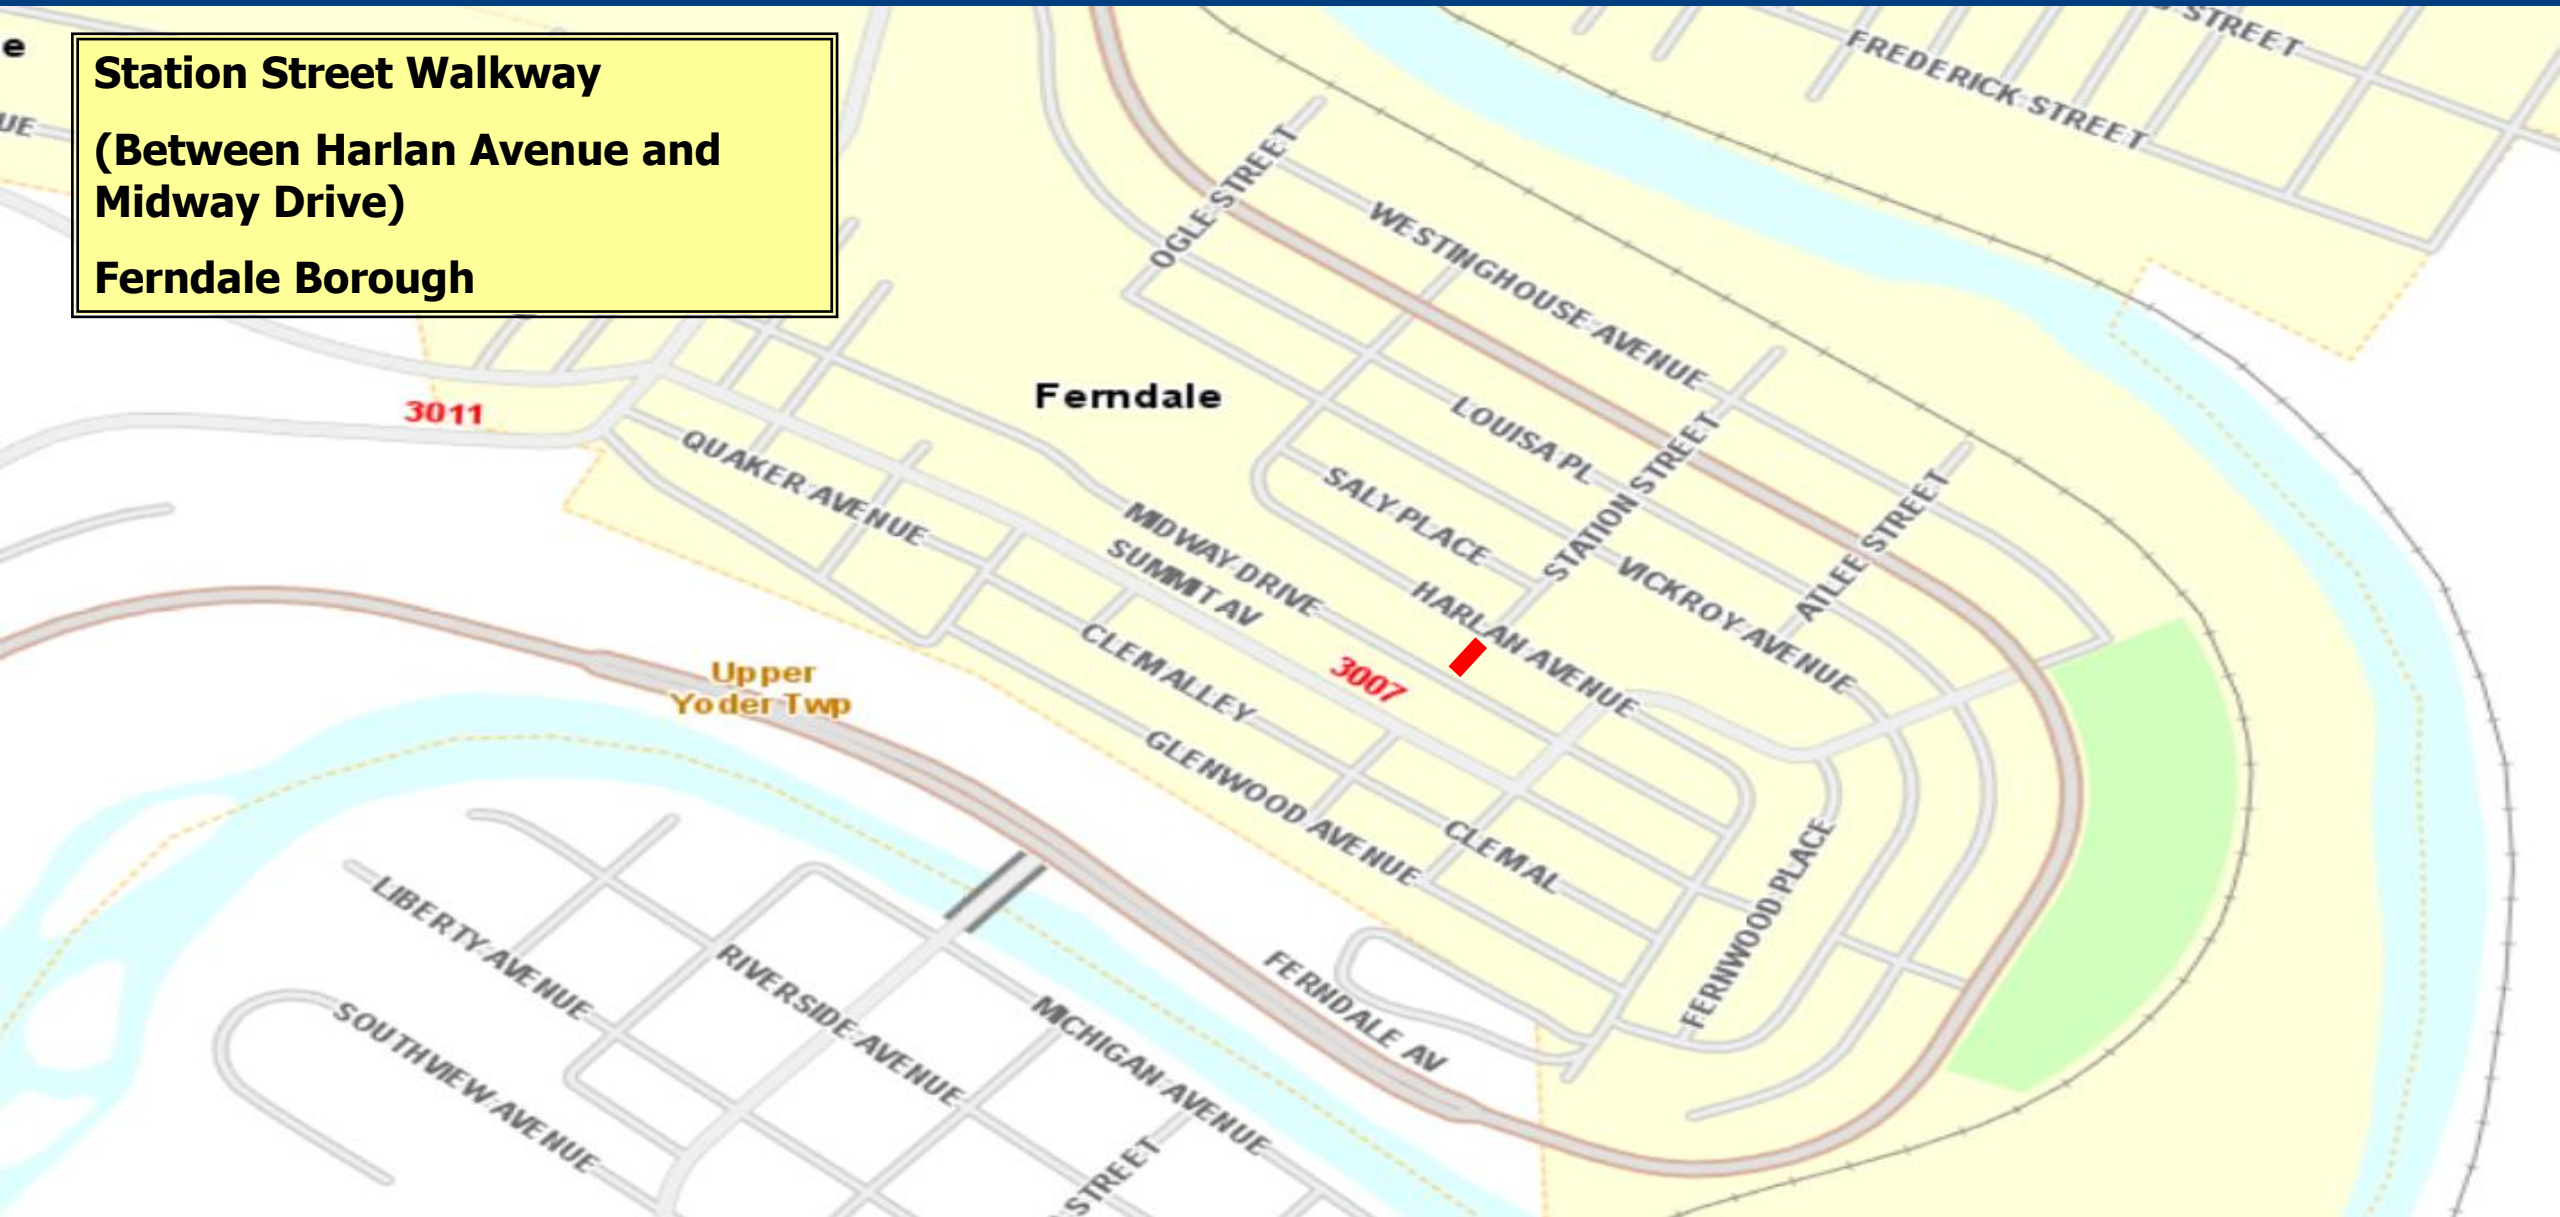 e
Station Street Walkway
(Between Harlan Avenue and
Midway Drive)
Ferndale Borough
UE
STREET
FREDERICK STREET
OGLE STREET
WESTINGHOUSE AVENUE
Ferndale
3011
QUAKER AVENUE
LOUISA PL
STATION STREET
SALY PLACE
ATLEE STREET
MIDWAY DRIVE
SUMMIT AV
HARLAN AVENUE
VICKROY AVENUE
CLEM ALLEY
3007
Upper
Yoder Twp
GLENWOOD AVENUE
CLEM AL
FERNWOOD PLACE
LIBERTY AVENUE
RIVERSIDE AVENUE
FERNDALE AV
SOUTHVIEW AVENUE
MICHIGAN AVENUE
STREET